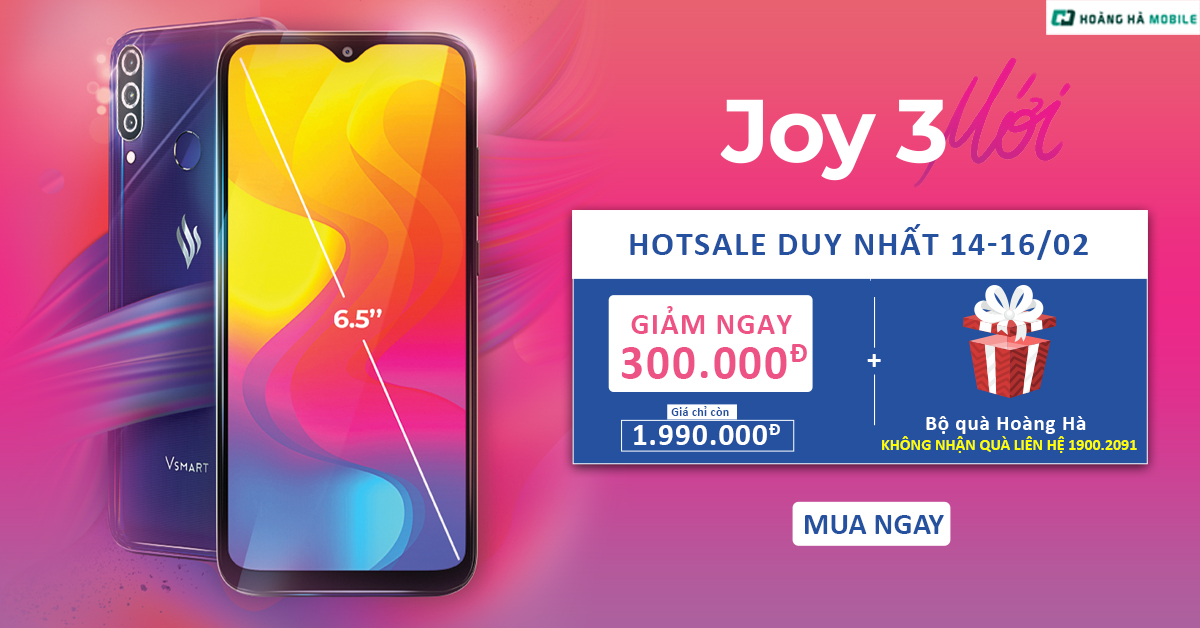 HOÀNG HÀ MOBILE
Joy 3 Mới
HOTSALE DUY NHẤT 14-16/02
GIẢM NGAY
300.000Đ
Giá chỉ còn
1.990.000Đ
+
Bộ quà Hoàng Hà
KHÔNG NHẬN QUÀ LIÊN HỆ 1900.2091
MUA NGAY
6.5”
VSMART